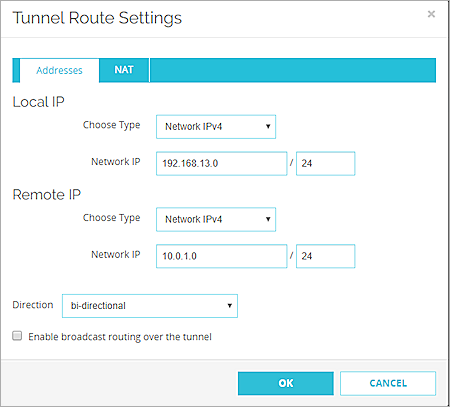 Tunnel Route Settings ×
Addresses NAT
Local IP
Choose Type Network IPv4
Network IP 192.168.13.0 / 24
Remote IP
Choose Type Network IPv4
Network IP 10.0.1.0 / 24
Direction bi-directional
Enable broadcast routing over the tunnel
OK CANCEL